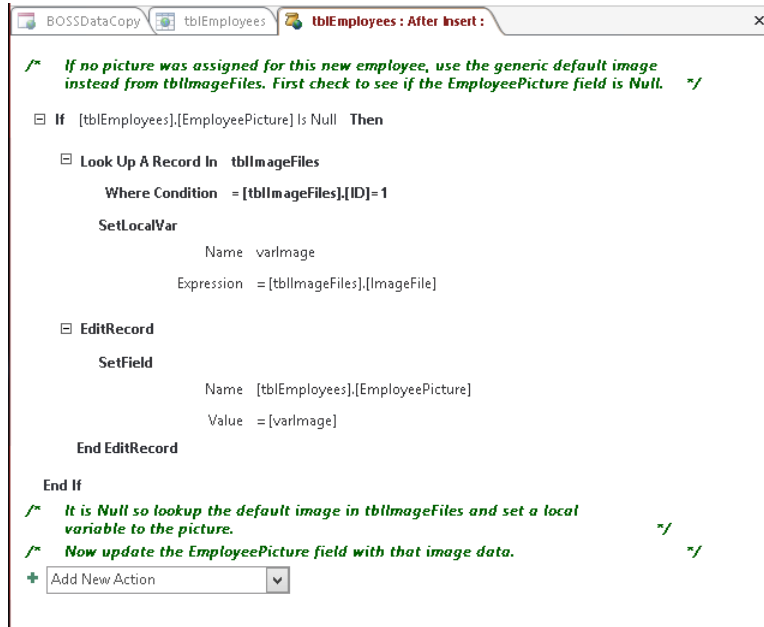 BOSSDataCopy tblEmployees tblEmployees : After Insert :
/* If no picture was assigned for this new employee, use the generic default image
instead from tblImageFiles. First check to see if the EmployeePicture field is Null. */
If [tblEmployees].[EmployeePicture] Is Null Then
Look Up A Record In tblImageFiles
Where Condition = [tblImageFiles].[ID]=1
SetLocalVar
Name varImage
Expression = [tblImageFiles].[ImageFile]
EditRecord
SetField
Name [tblEmployees].[EmployeePicture]
Value = [varImage]
End EditRecord
End If
/* It is Null so lookup the default image in tblImageFiles and set a local
variable to the picture. */
/* Now update the EmployeePicture field with that image data. */
Add New Action